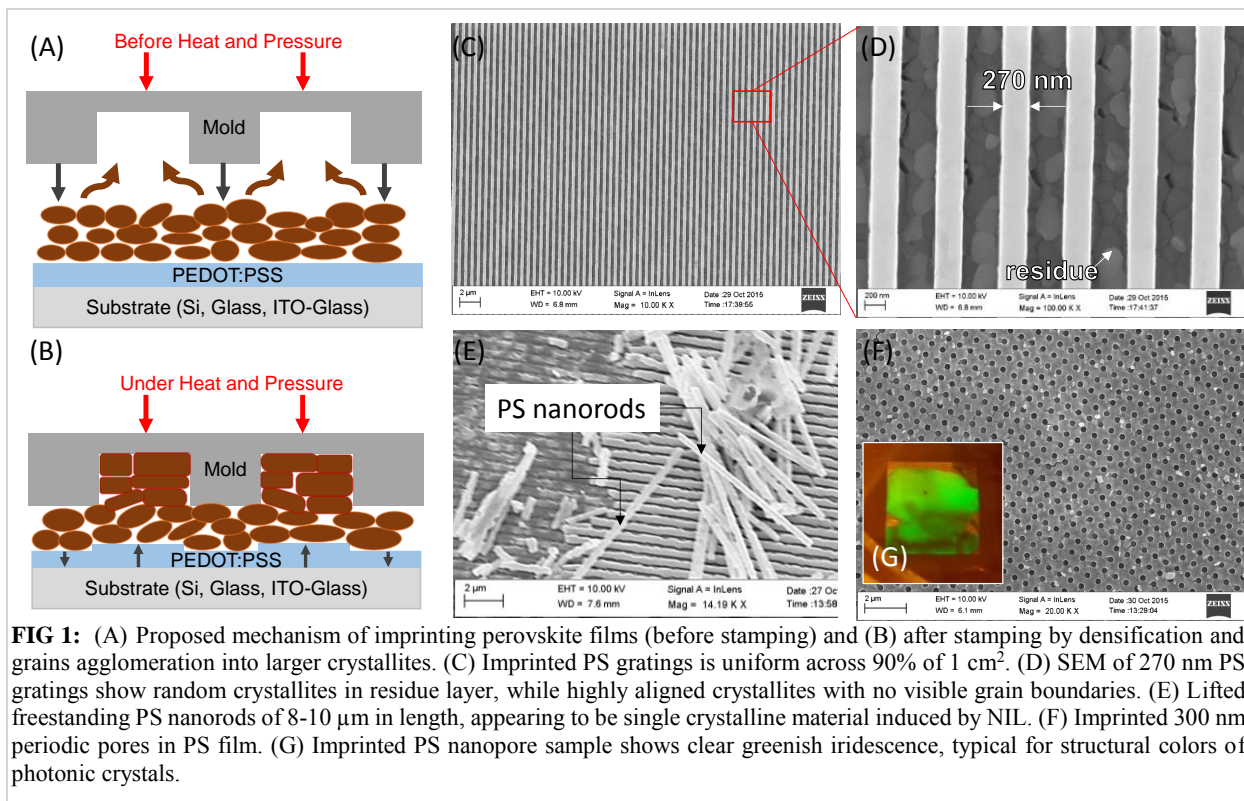 (A)
Before Heat and Pressure
Mold
PEDOT:PSS
Substrate (Si, Glass, ITO-Glass)
(B)
Under Heat and Pressure
Mold
PEDOT:PSS
Substrate (Si, Glass, ITO-Glass)
(C)
2 µm
EHT = 10.00 kV
WD = 6.8 mm
Signal A = InLens
Mag = 10.00 K X
Date :29 Oct 2015
Time :17:39:55
ZEISS
(D)
270 nm
residue
200 nm
EHT = 10.00 kV
WD = 6.8 mm
Signal A = InLens
Mag = 100.00 K X
Date :29 Oct 2015
Time :17:41:37
ZEISS
(E)
PS nanorods
2 µm
EHT = 10.00 kV
WD = 7.6 mm
Signal A = InLens
Mag = 14.19 K X
Date :27 Oc
Time :13:58
(F)
(G)
2 µm
EHT = 10.00 kV
WD = 6.1 mm
Signal A = InLens
Mag = 20.00 K X
Date :30 Oct 2015
Time :13:29:04
ZEISS
FIG 1: (A) Proposed mechanism of imprinting perovskite films (before stamping) and (B) after stamping by densification and
grains agglomeration into larger crystallites. (C) Imprinted PS gratings is uniform across 90% of 1 cm². (D) SEM of 270 nm PS
gratings show random crystallites in residue layer, while highly aligned crystallites with no visible grain boundaries. (E) Lifted
freestanding PS nanorods of 8-10 µm in length, appearing to be single crystalline material induced by NIL. (F) Imprinted 300 nm
periodic pores in PS film. (G) Imprinted PS nanopore sample shows clear greenish iridescence, typical for structural colors of
photonic crystals.